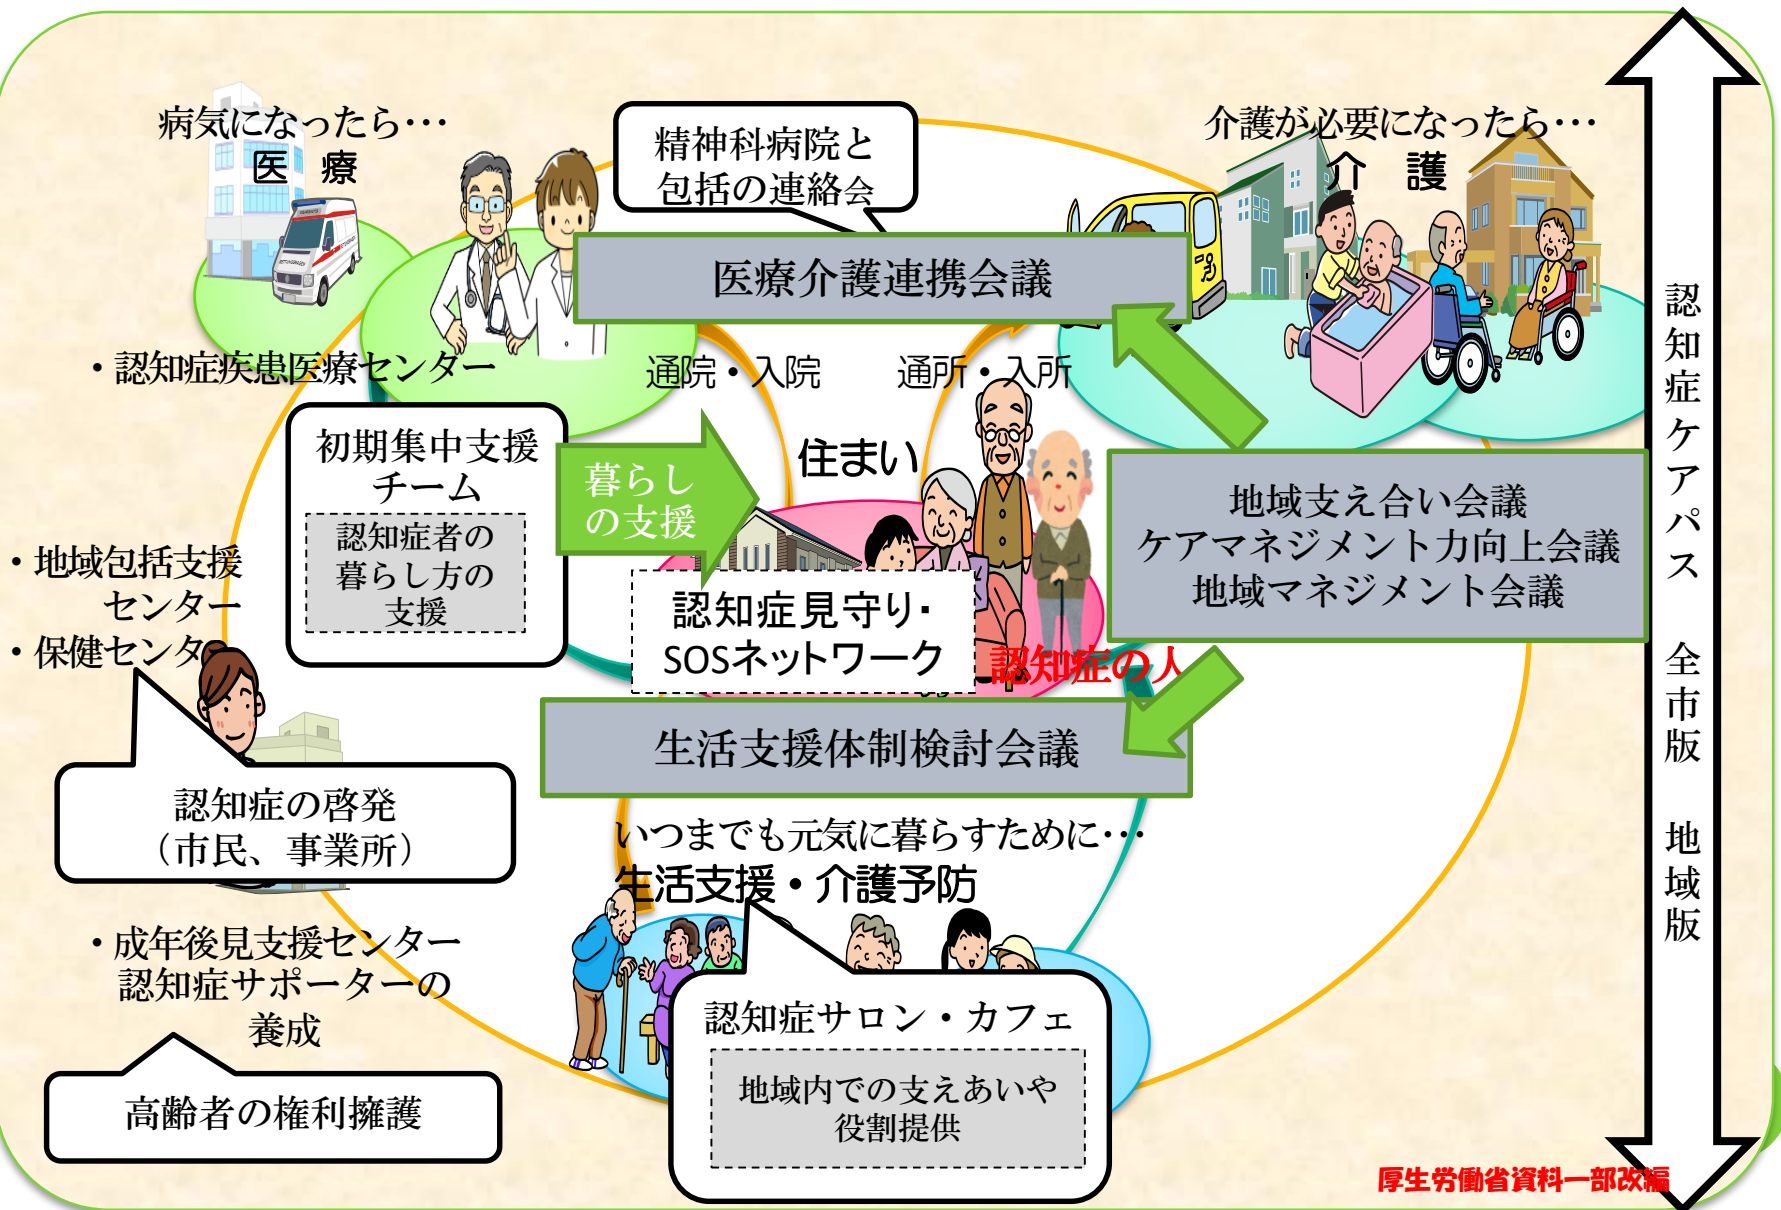 病気になったら･･･
医　療
精神科病院と
包括の連絡会
介護が必要になったら･･･
介　護
医療介護連携会議
・認知症疾患医療センター
通院・入院
通所・入所
初期集中支援
チーム
認知症者の
暮らし方の
支援
暮らし
の支援
住まい
地域支え合い会議
ケアマネジメント力向上会議
地域マネジメント会議
・地域包括支援
センター
・保健センター
認知症見守り・
SOSネットワーク
認知症の人
生活支援体制検討会議
認知症の啓発
（市民、事業所）
いつまでも元気に暮らすために･･･
生活支援・介護予防
・成年後見支援センター
認知症サポーターの
養成
高齢者の権利擁護
認知症サロン・カフェ
地域内での支えあいや
役割提供
認知症ケアパス　全市版　地域版
厚生労働省資料一部改編